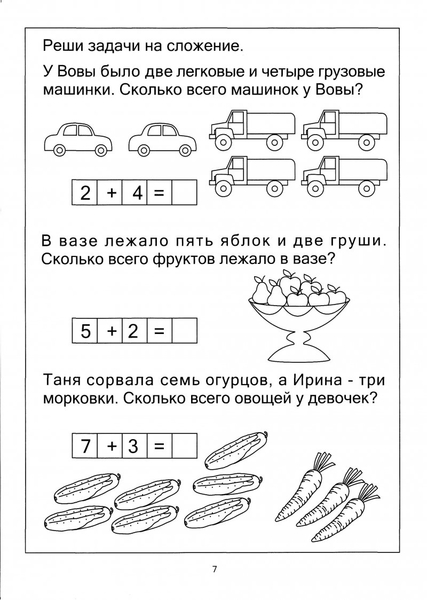 Реши задачи на сложение.
У Вовы было две легковые и четыре грузовые
машинки. Сколько всего машинок у Вовы?
2 + 4 =
В вазе лежало пять яблок и две груши.
Сколько всего фруктов лежало в вазе?
5 + 2 =
Таня сорвала семь огурцов, а Ирина - три
морковки. Сколько всего овощей у девочек?
7 + 3 =
7